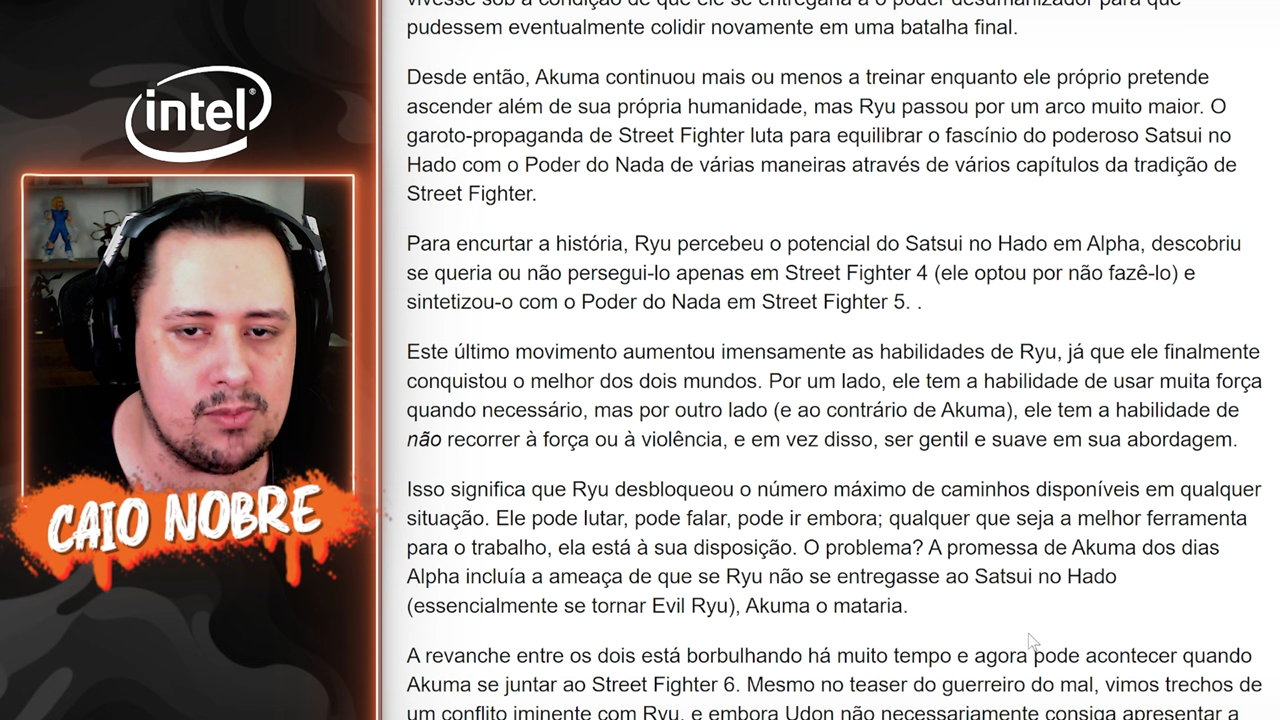 intel
CAIO NOBRE
pudessem eventualmente colidir novamente em uma batalha final.
Desde então, Akuma continuou mais ou menos a treinar enquanto ele próprio pretende
ascender além de sua própria humanidade, mas Ryu passou por um arco muito maior. O
garoto-propaganda de Street Fighter luta para equilibrar o fascínio do poderoso Satsui no
Hado com o Poder do Nada de várias maneiras através de vários capítulos da tradição de
Street Fighter.
Para encurtar a história, Ryu percebeu o potencial do Satsui no Hado em Alpha, descobriu
se queria ou não persegui-lo apenas em Street Fighter 4 (ele optou por não fazê-lo) e
sintetizou-o com o Poder do Nada em Street Fighter 5. .
Este último movimento aumentou imensamente as habilidades de Ryu, já que ele finalmente
conquistou o melhor dos dois mundos. Por um lado, ele tem a habilidade de usar muita força
quando necessário, mas por outro lado (e ao contrário de Akuma), ele tem a habilidade de
não recorrer à força ou à violência, e em vez disso, ser gentil e suave em sua abordagem.
Isso significa que Ryu desbloqueou o número máximo de caminhos disponíveis em qualquer
situação. Ele pode lutar, pode falar, pode ir embora; qualquer que seja a melhor ferramenta
para o trabalho, ela está à sua disposição. O problema? A promessa de Akuma dos dias
Alpha incluía a ameaça de que se Ryu não se entregasse ao Satsui no Hado
(essencialmente se tornar Evil Ryu), Akuma o mataria.
A revanche entre os dois está borbulhando há muito tempo e agora pode acontecer quando
Akuma se juntar ao Street Fighter 6. Mesmo no teaser do guerreiro do mal, vimos trechos de
um conflito iminente com Ryu, e embora Udon não necessariamente consiga apresentar a